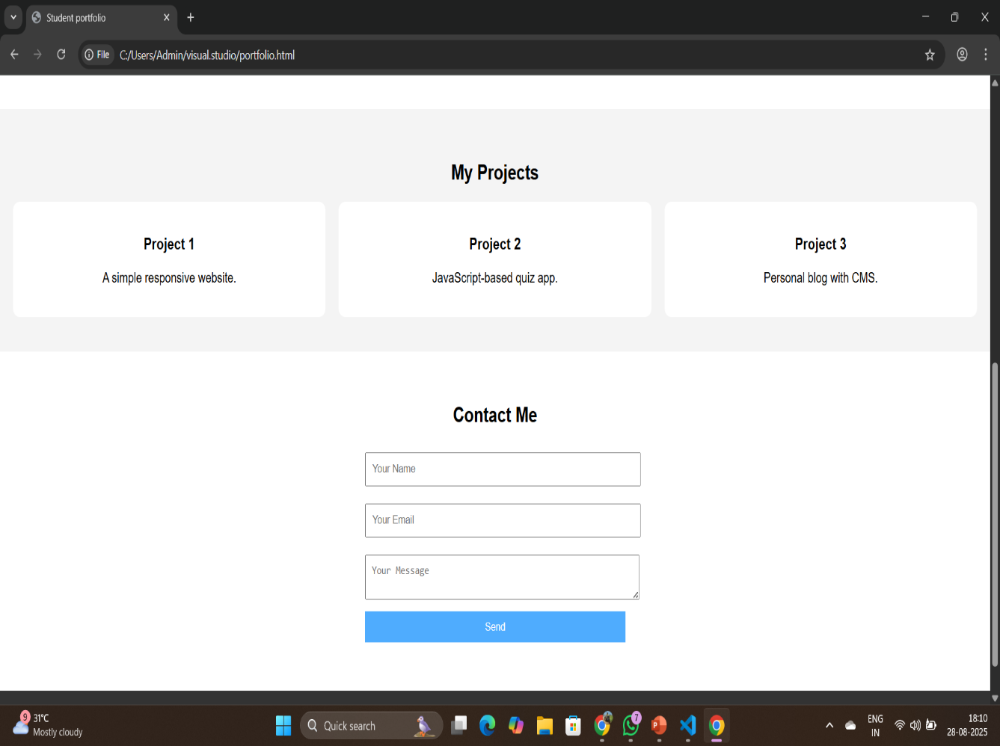 Student portfolio
File C:/Users/Admin/visual.studio/portfolio.html
My Projects
Project 1
A simple responsive website.
Project 2
JavaScript-based quiz app.
Project 3
Personal blog with CMS.
Contact Me
Your Name
Your Email
Your Message
Send
9
31°C
Mostly cloudy
Quick search
7
P
ENG
IN
18:10
28-08-2025